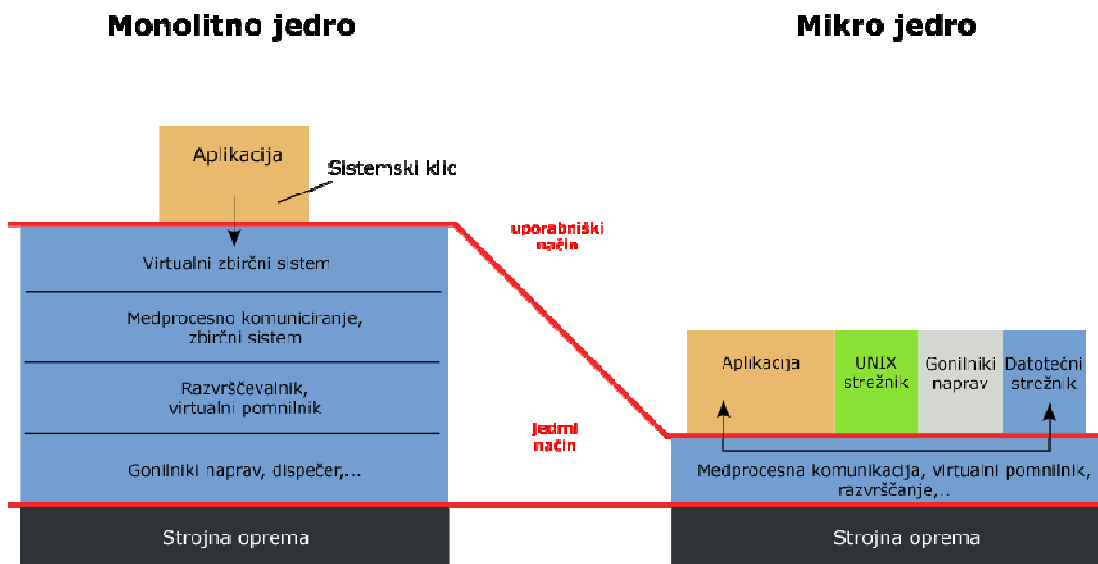 Monolitno jedro
Mikro jedro
Aplikacija
Sistemski klic
uporabniški
način
Virtualni zbirčni sistem
Medprocesno komuniciranje,
zbirčni sistem
Razvrščevalnik,
virtualni pomnilnik
Gonilniki naprav, dispečer,...
jedrni
način
Strojna oprema
Aplikacija
UNIX
strežnik
Gonilniki
naprav
Datotečni
strežnik
Medprocesna komunikacija, virtualni pomnilnik,
razvrščanje,..
Strojna oprema